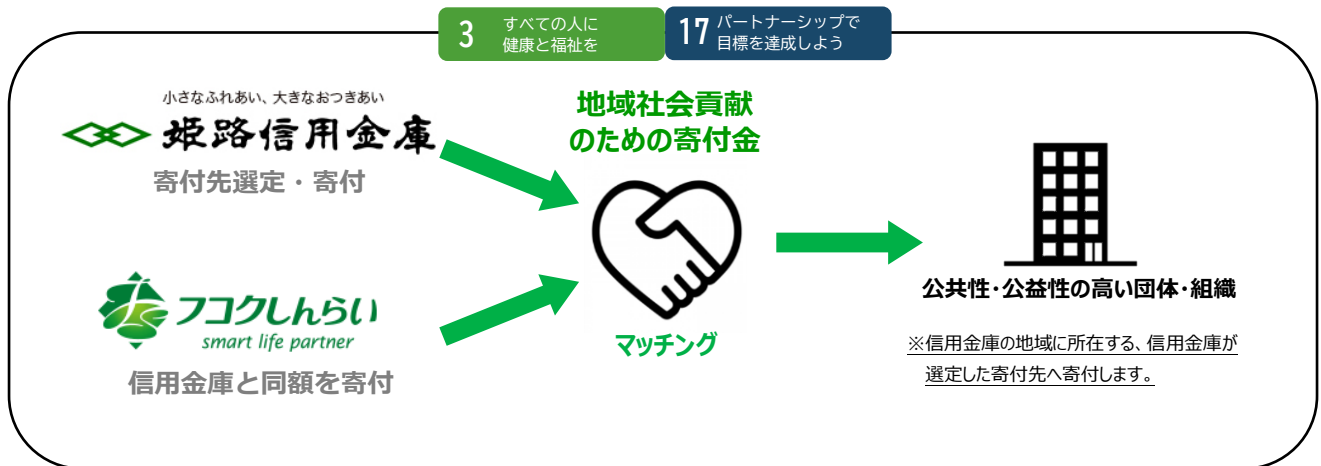 3 すべての人に
健康と福祉を
17 パートナーシップで
目標を達成しよう
小さなふれあい、大きなおつきあい
姫路信用金庫
寄付先選定・寄付
地域社会貢献
のための寄付金
フコクしんらい
smart life partner
信用金庫と同額を寄付
マッチング
公共性・公益性の高い団体・組織
※信用金庫の地域に所在する、信用金庫が
選定した寄付先へ寄付します。